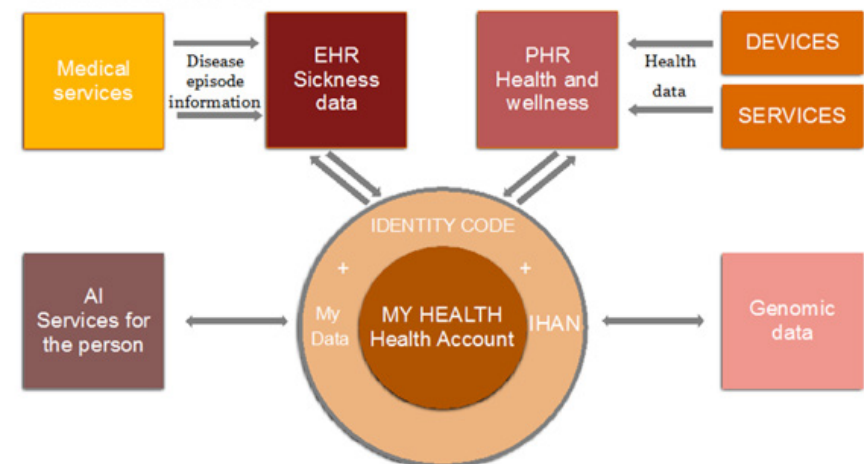 Medical
services
Disease
episode
information
EHR
Sickness
data
PHR
Health and
wellness
Health
data
DEVICES
SERVICES
IDENTITY CODE
+
+
My
Data
MY HEALTH
Health Account
IHAN
AI
Services for
the person
Genomic
data